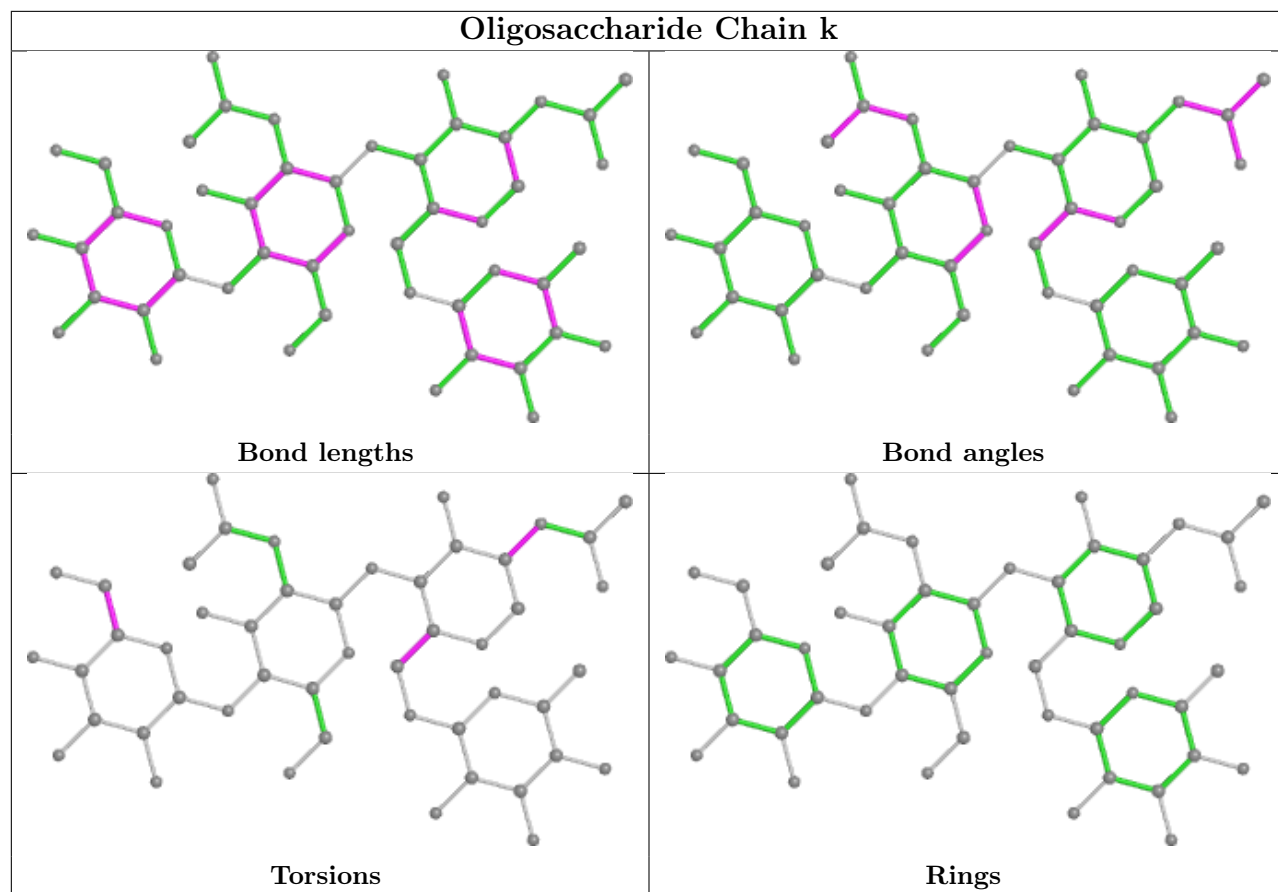 Oligosaccharide Chain k
Bond lengths
Bond angles
Torsions
Rings